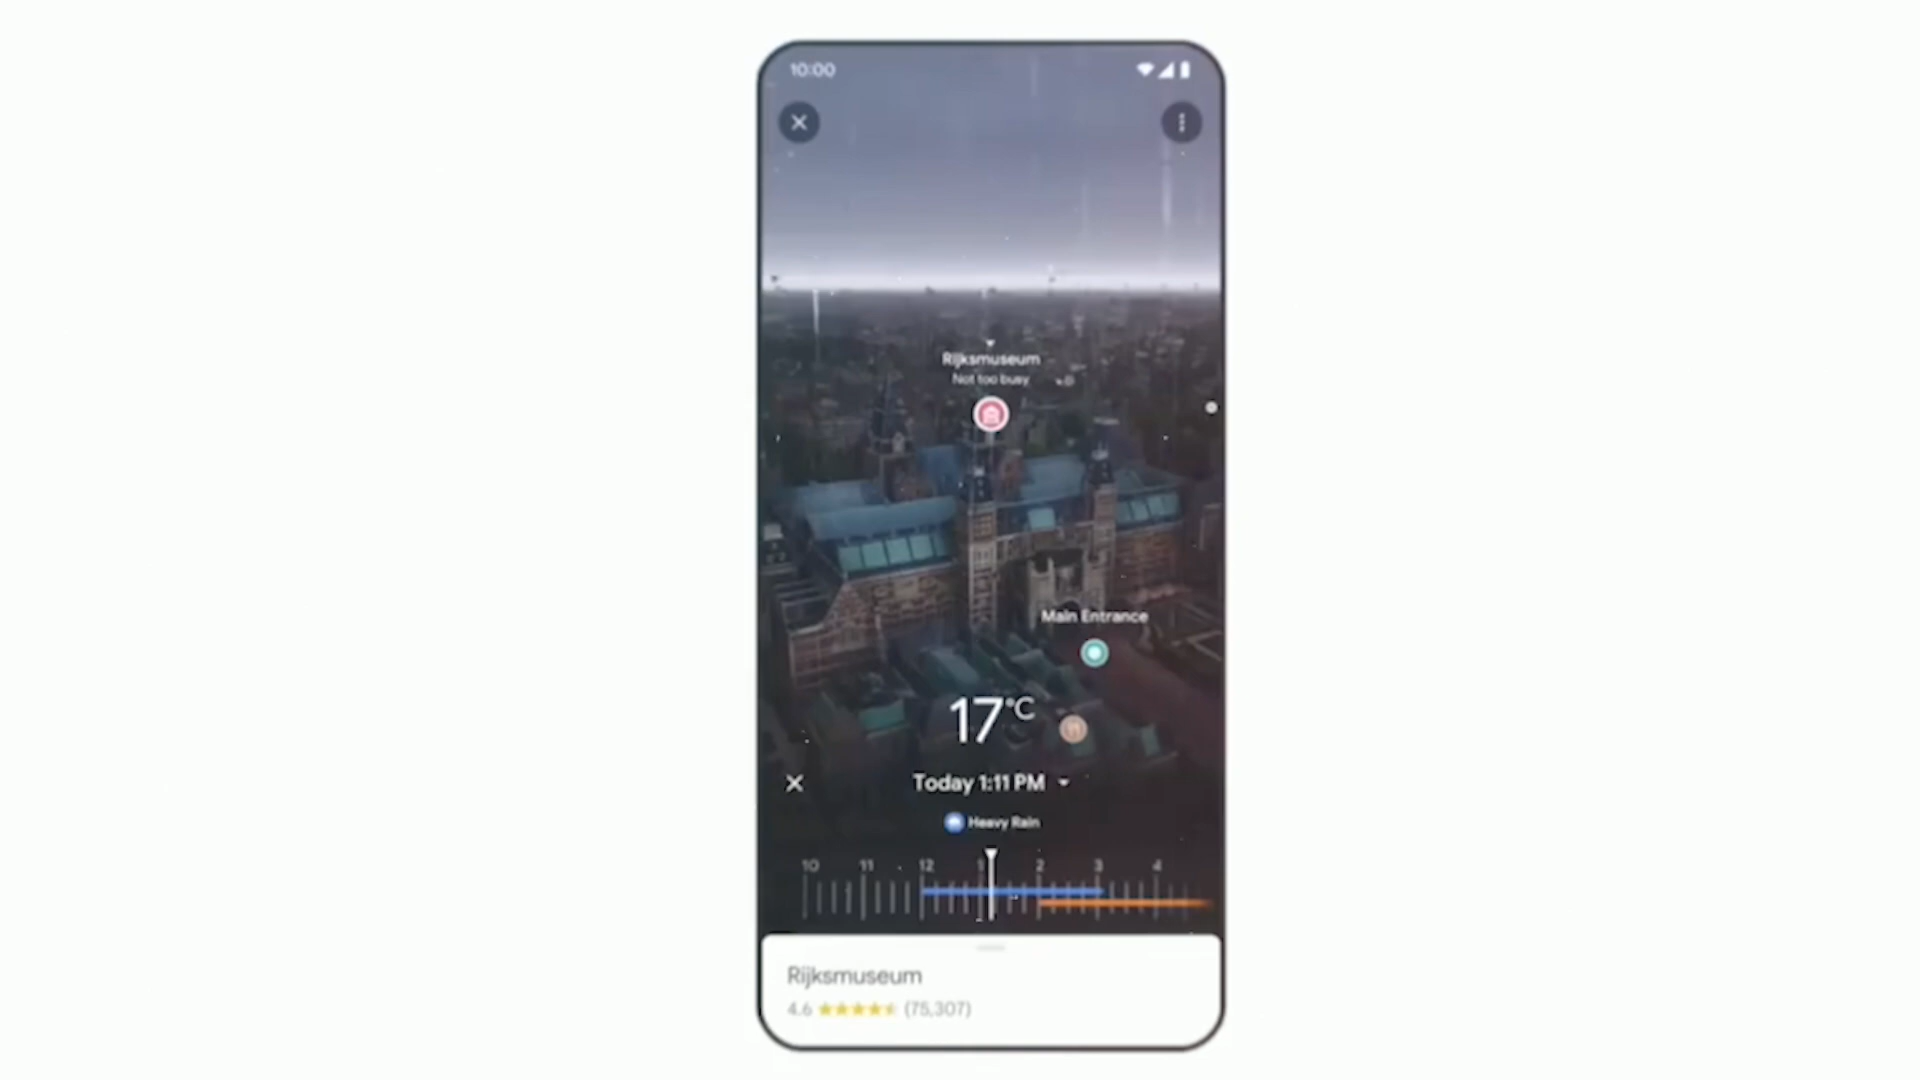 10:00
Rijksmuseum
Not too busy
Main Entrance
17°C
Today 1:11 PM
Heavy Rain
10 11 12 1 2 3 4
Rijksmuseum
4.6 (75,307)